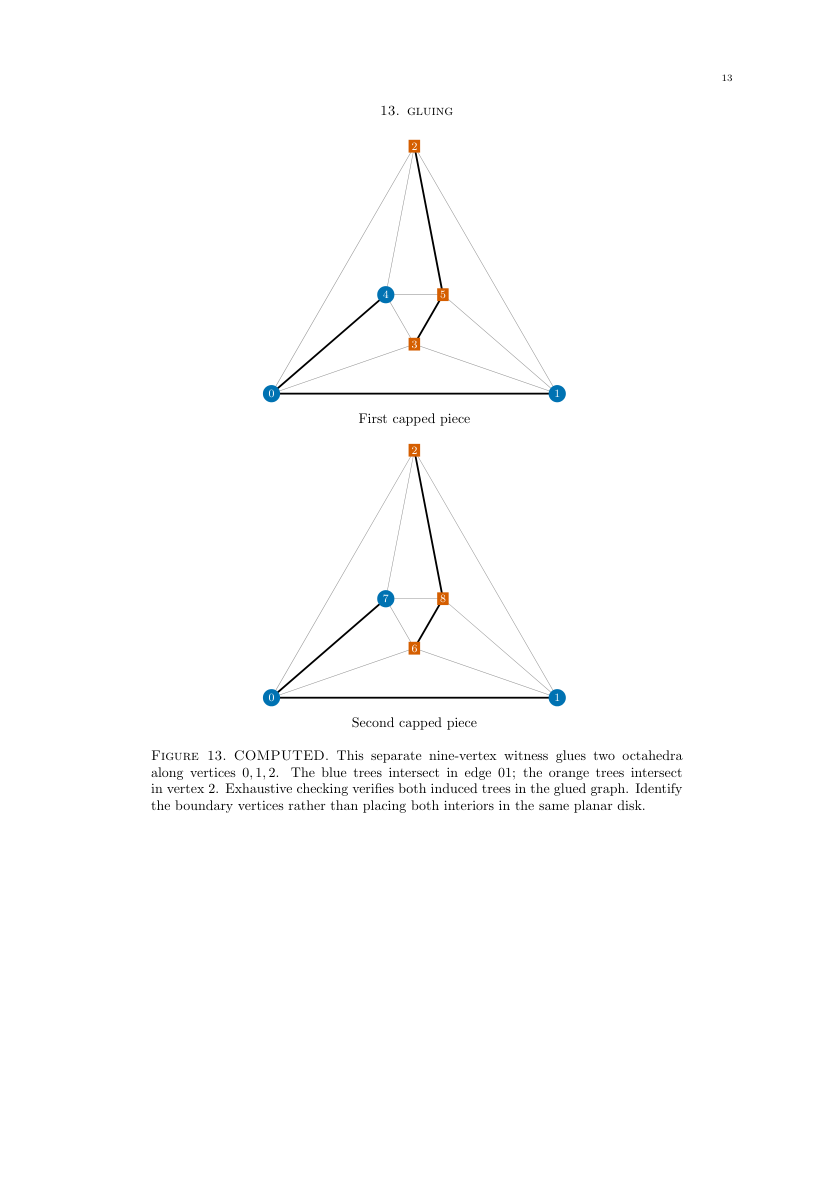 13
13. GLUING
2
4
5
3
0
1
First capped piece
2
7
8
6
0
1
Second capped piece
FIGURE 13. COMPUTED. This separate nine-vertex witness glues two octahedra
along vertices 0, 1, 2. The blue trees intersect in edge 01; the orange trees intersect
in vertex 2. Exhaustive checking verifies both induced trees in the glued graph. Identify
the boundary vertices rather than placing both interiors in the same planar disk.